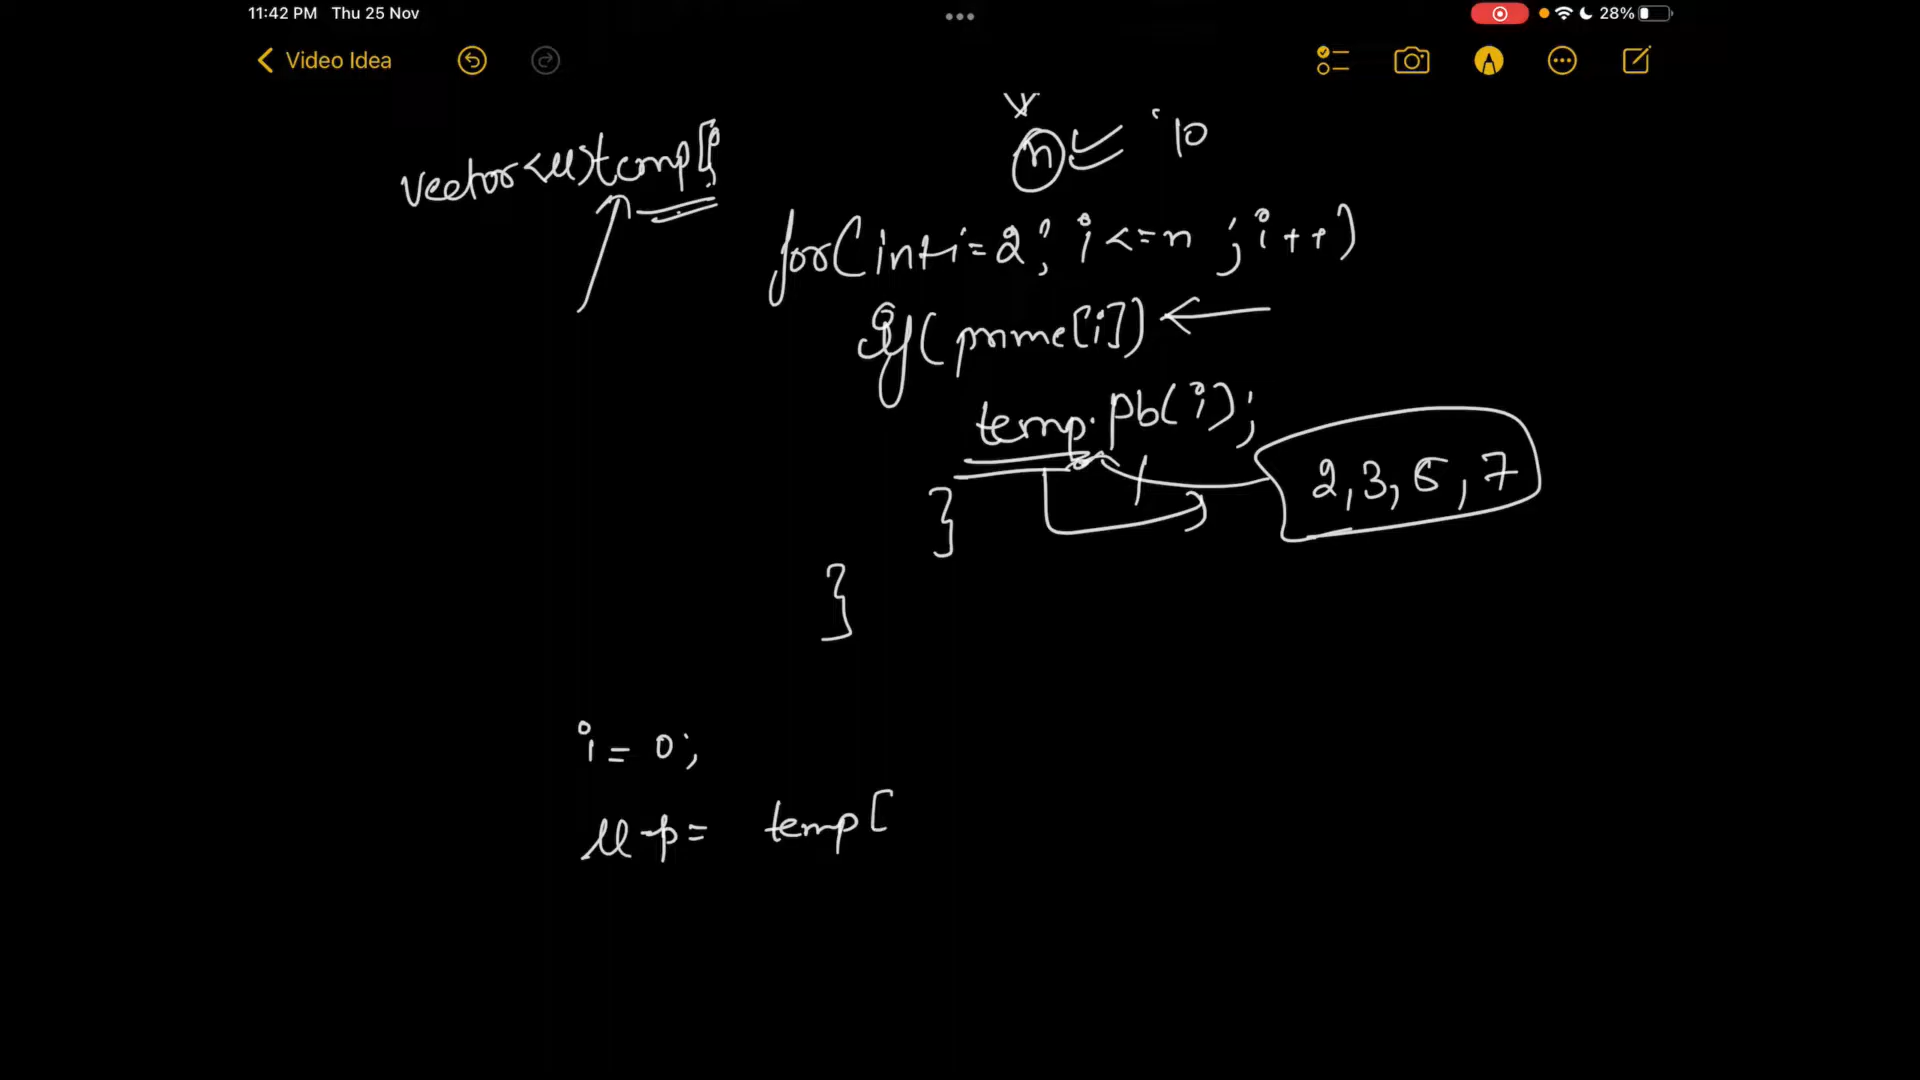 11:42 PM Thu 25 Nov
28%
Video Idea
n 10
vector<ll>temp[
for(int i=2; i<=n ;i++)
if(prime[i])
temp.pb(i);
2,3,5,7
}
}
i=0;
ll p= temp[